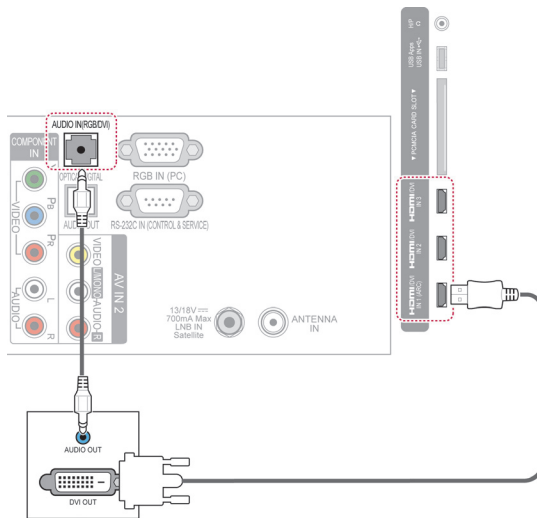 AUDIO IN(RGB/DVI)
COMPONENT
IN
Y
PB
PR
VIDEO
L
R
AUDIO
RGB IN (PC)
OPTICAL DIGITAL
AUDIO OUT
RS-232C IN (CONTROL & SERVICE)
VIDEO
L/MONO
AUDIO
R
AV IN 2
13/18V
700mA Max
LNB IN
Satellite
ANTENNA
IN
H/P
USB Apps
USB IN
▼ PCMCIA CARD SLOT ▼
HDMI/DVI
IN 3
HDMI/DVI
IN 2
HDMI/DVI
IN 1 (ARC)
AUDIO OUT
DVI OUT